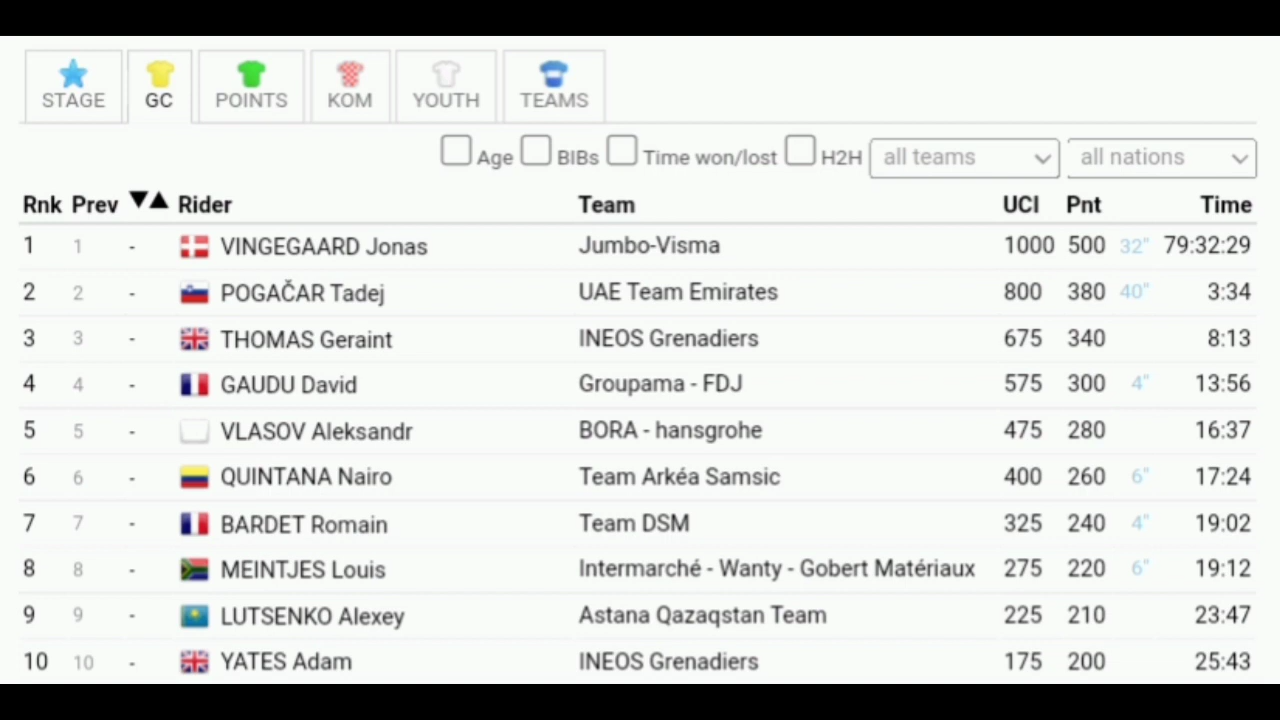 STAGE GC POINTS KOM YOUTH TEAMS
Age BIBs Time won/lost H2H all teams all nations
Rnk Prev ▼▲ Rider Team UCI Pnt Time
1 1 - VINGEGAARD Jonas Jumbo-Visma 1000 500 32" 79:32:29
2 2 - POGAČAR Tadej UAE Team Emirates 800 380 40" 3:34
3 3 - THOMAS Geraint INEOS Grenadiers 675 340 8:13
4 4 - GAUDU David Groupama - FDJ 575 300 4" 13:56
5 5 - VLASOV Aleksandr BORA - hansgrohe 475 280 16:37
6 6 - QUINTANA Nairo Team Arkéa Samsic 400 260 6" 17:24
7 7 - BARDET Romain Team DSM 325 240 4" 19:02
8 8 - MEINTJES Louis Intermarché - Wanty - Gobert Matériaux 275 220 6" 19:12
9 9 - LUTSENKO Alexey Astana Qazaqstan Team 225 210 23:47
10 10 - YATES Adam INEOS Grenadiers 175 200 25:43